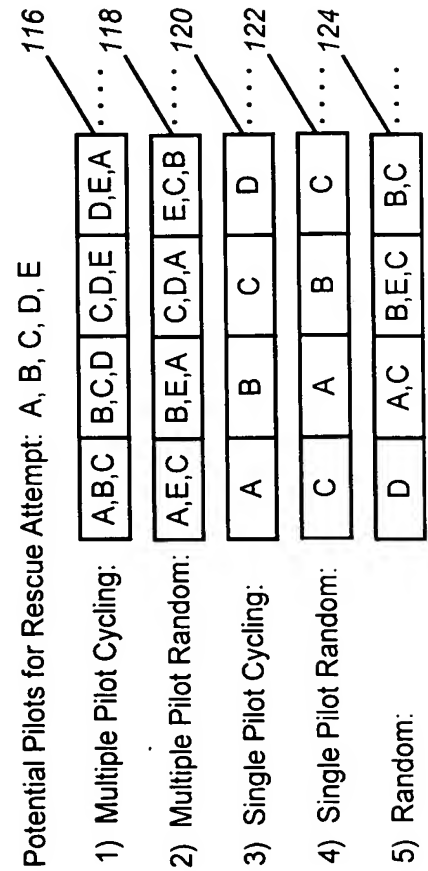 Potential Pilots for Rescue Attempt: A, B, C, D, E
1) Multiple Pilot Cycling: A,B,C B,C,D C,D,E D,E,A .... 116
2) Multiple Pilot Random: A,E,C B,E,A C,D,A E,C,B .... 118
3) Single Pilot Cycling: A B C D .... 120
4) Single Pilot Random: C A B C .... 122
5) Random: D A,C B,E,C B,C .... 124